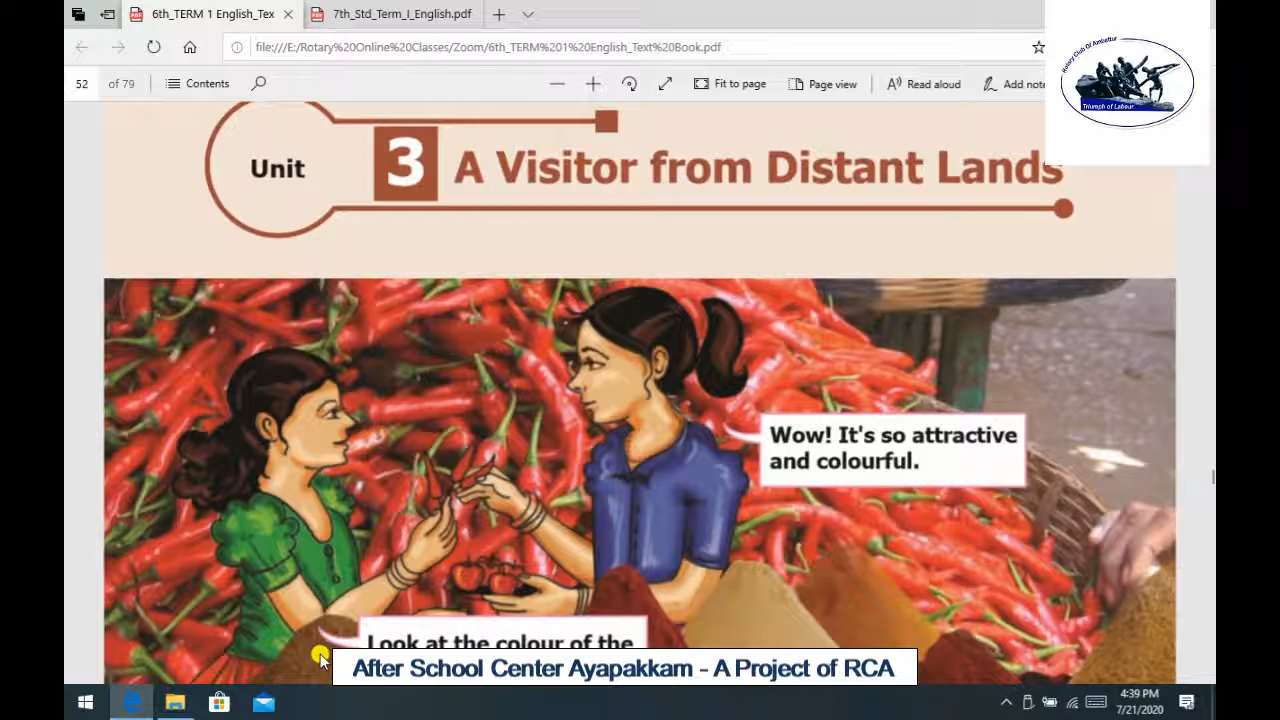 6th_TERM 1 English_Tex
7th_Std_Term_I_English.pdf
file:///E:/Rotary%20Online%20Classes/Zoom/6th_TERM%201%20English_Text%20Book.pdf
52 of 79
Contents
Fit to page
Page view
Read aloud
Add note
Rotary Club Of Ambattur
Triumph of Labour
Unit
3 A Visitor from Distant Lands
Wow! It's so attractive
and colourful.
Look at the colour of the
After School Center Ayapakkam - A Project of RCA
4:39 PM
7/21/2020